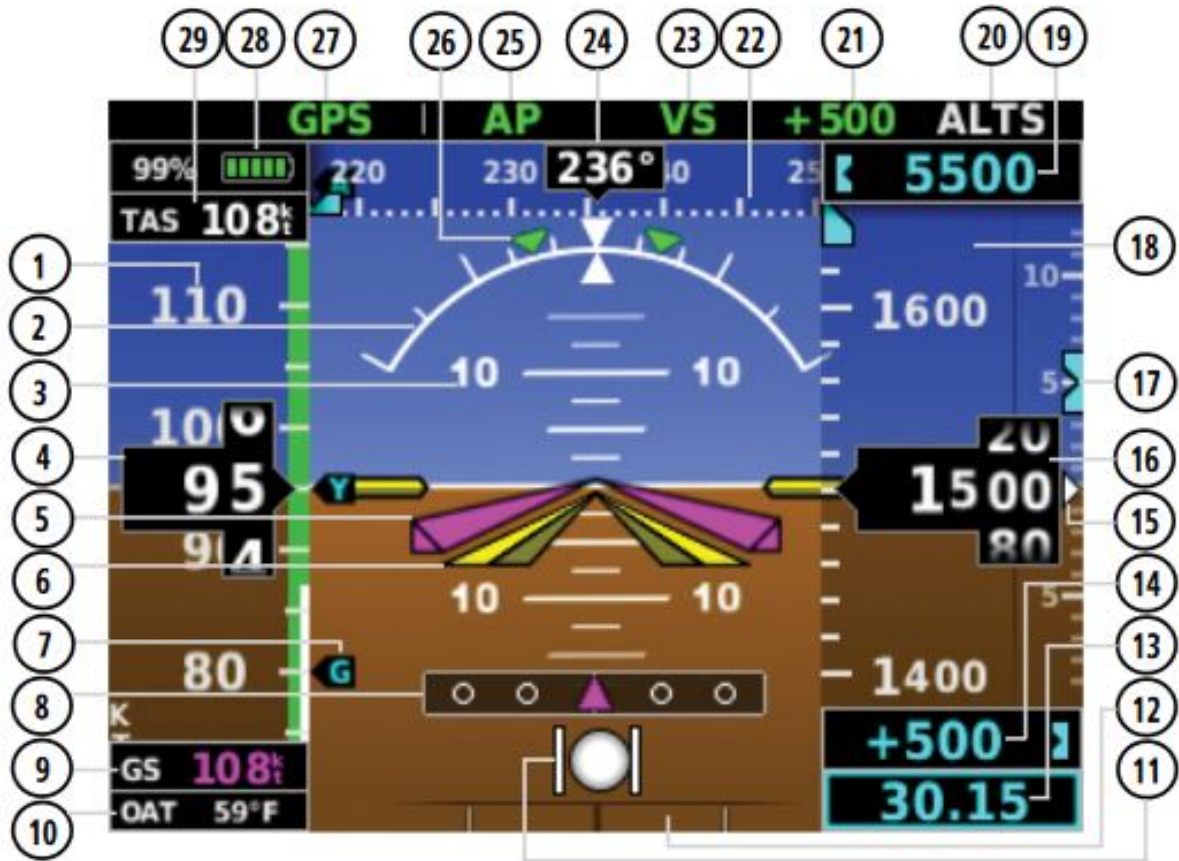 29 28 27 26 25 24 23 22 21 20 19
GPS AP VS +500 ALTS
99% 220 230 236° 5500
TAS 108kt
18
1 110 1600 10
2
3 10 10 5 17
100 20
4 95 Y 1500 16
5 15
80
6 14
10 10 5
7 80 G 1400 13
8
K
+500 12
9 GS 108kt 11
10 OAT 59°F 30.15